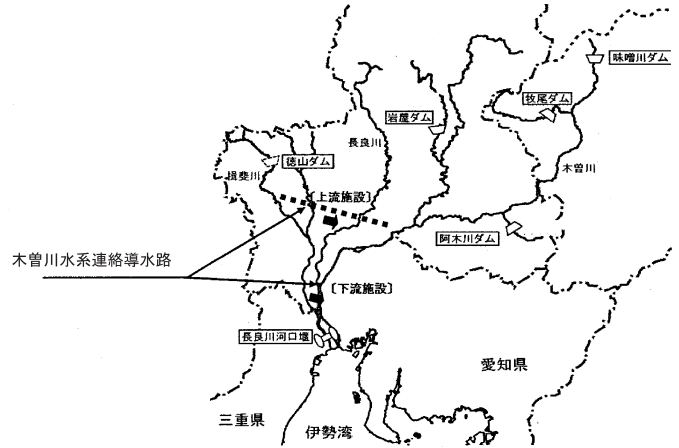 味噌川ダム
牧尾ダム
岩屋ダム
長良川
徳山ダム
揖斐川
木曽川
〔上流施設〕
阿木川ダム
木曽川水系連絡導水路
〔下流施設〕
長良川河口堰
愛知県
三重県
伊勢湾